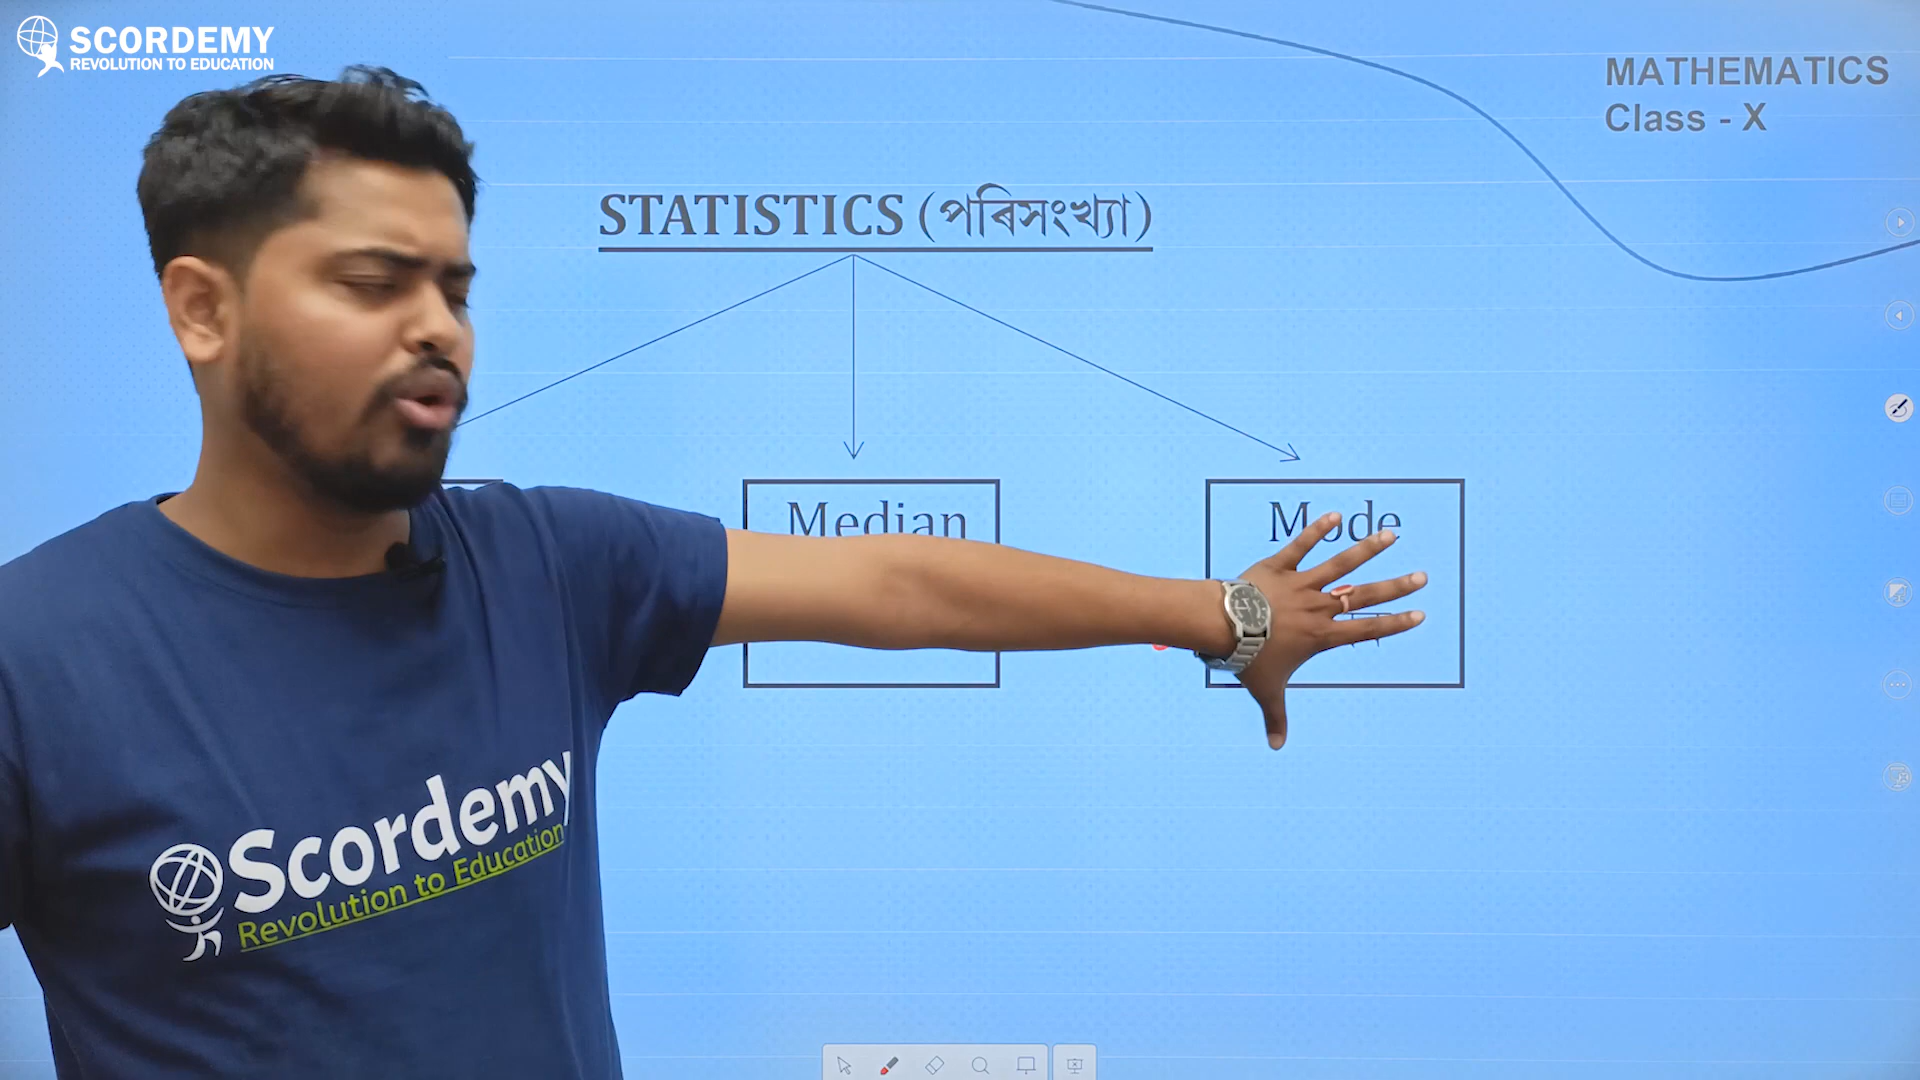 SCORDEMY
REVOLUTION TO EDUCATION
MATHEMATICS
Class - X
STATISTICS (পৰিসংখ্যা)
Median
Mode
Scordemy
Revolution to Education